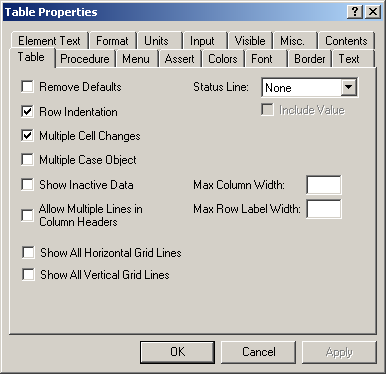 Table Properties
Element Text Format Units Input Visible Misc. Contents
Table Procedure Menu Assert Colors Font Border Text
Remove Defaults Status Line: None
Row Indentation Include Value
Multiple Cell Changes
Multiple Case Object
Show Inactive Data Max Column Width:
Allow Multiple Lines in Max Row Label Width:
Column Headers
Show All Horizontal Grid Lines
Show All Vertical Grid Lines
OK Cancel Apply